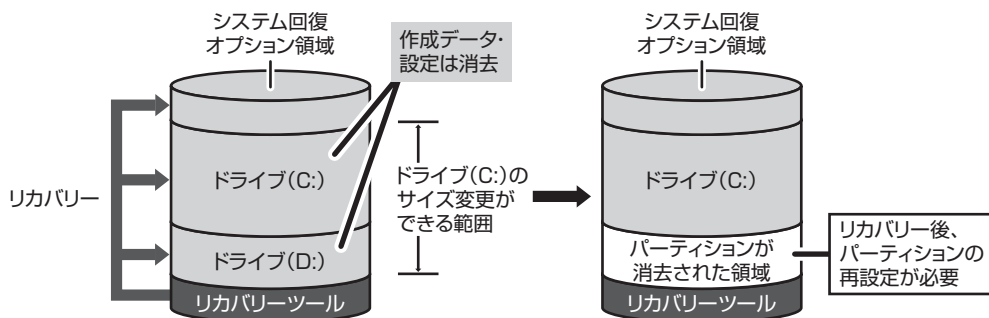 システム回復
オプション領域
作成データ・
設定は消去
リカバリー
ドライブ(C:)
ドライブ(C:)の
サイズ変更が
できる範囲
ドライブ(D:)
リカバリーツール
システム回復
オプション領域
ドライブ(C:)
パーティションが
消去された領域
リカバリーツール
リカバリー後、
パーティションの
再設定が必要